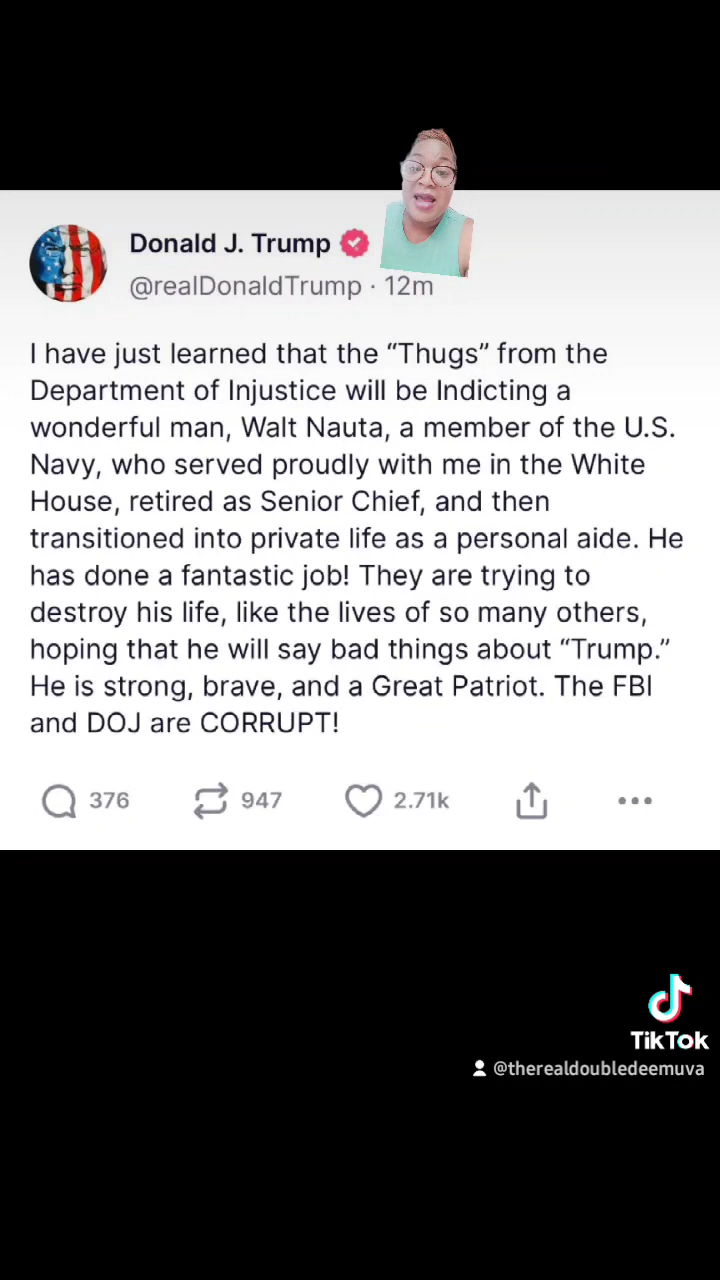 Donald J. Trump
@realDonaldTrump · 12m
I have just learned that the “Thugs” from the
Department of Injustice will be Indicting a
wonderful man, Walt Nauta, a member of the U.S.
Navy, who served proudly with me in the White
House, retired as Senior Chief, and then
transitioned into private life as a personal aide. He
has done a fantastic job! They are trying to
destroy his life, like the lives of so many others,
hoping that he will say bad things about “Trump.”
He is strong, brave, and a Great Patriot. The FBI
and DOJ are CORRUPT!
376 947 2.71k
TikTok
@therealdoubledeemuva